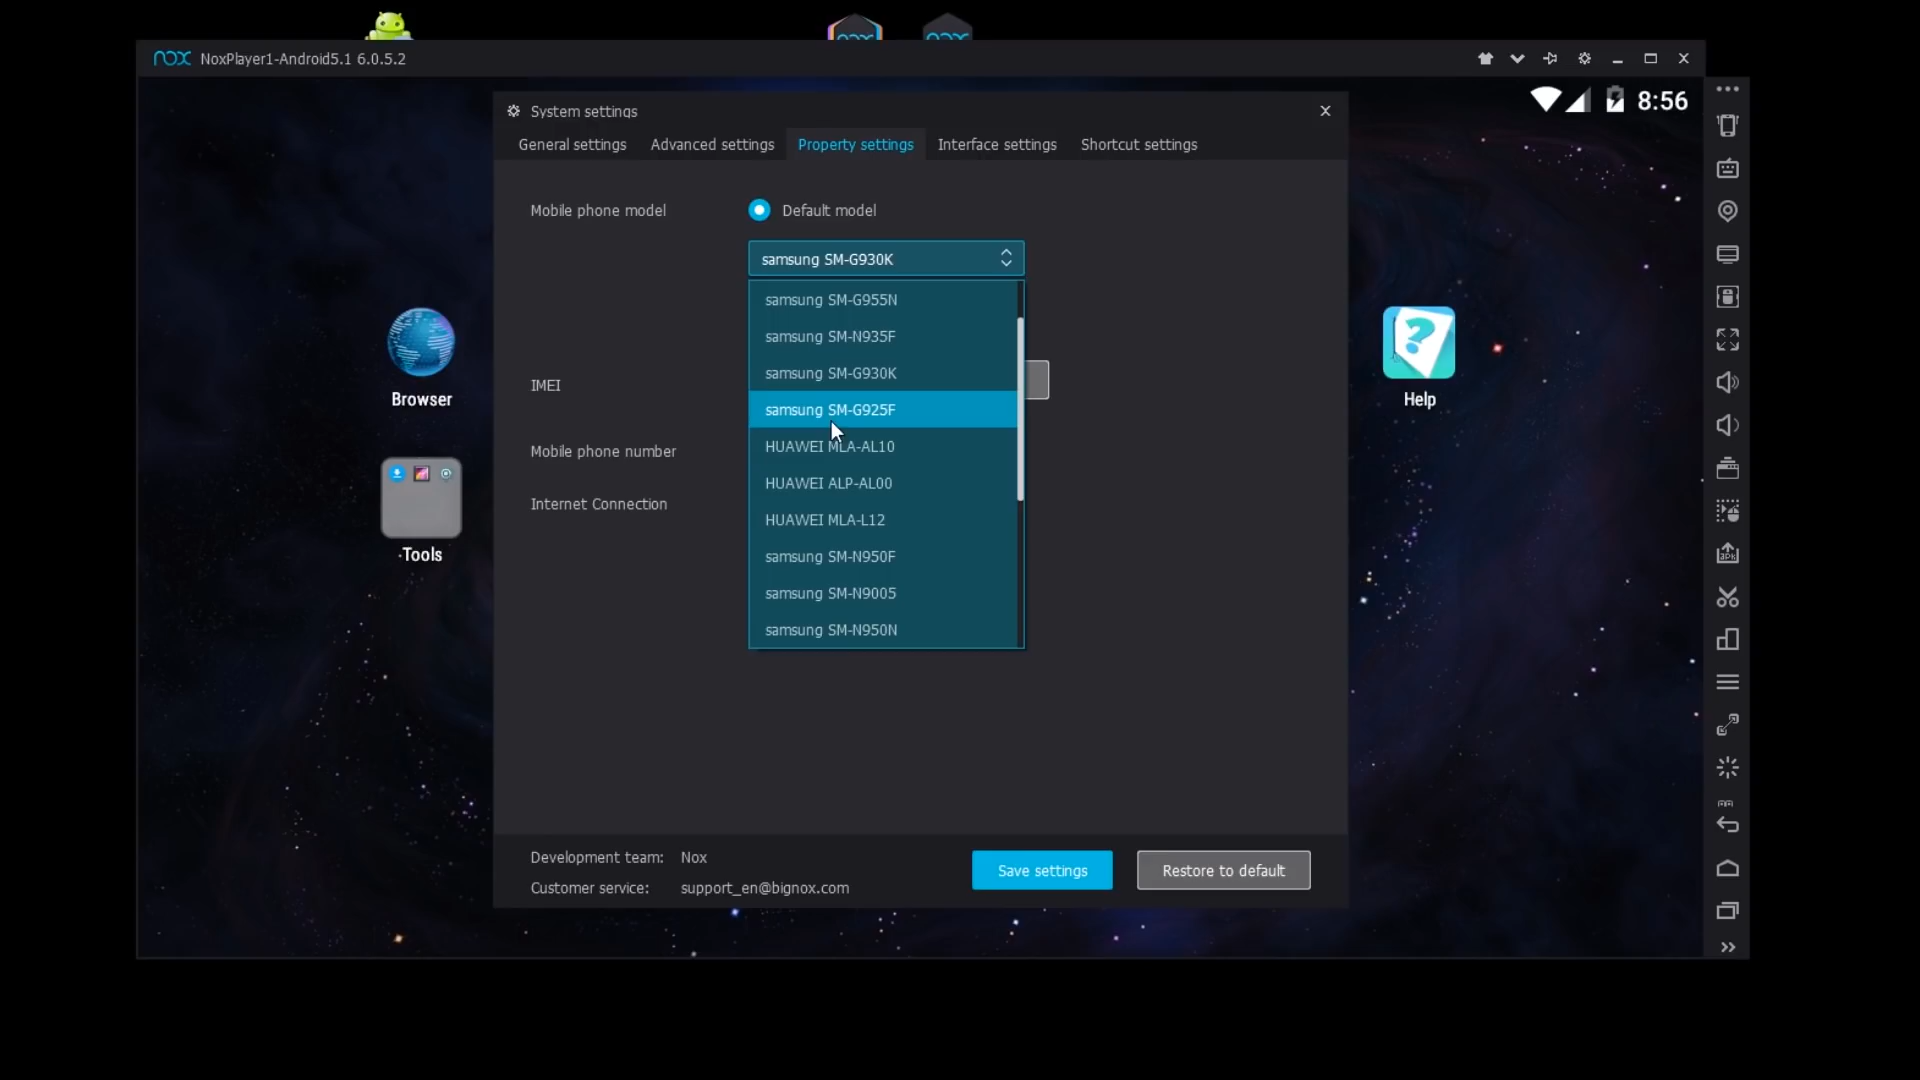 nox NoxPlayer1-Android5.1 6.0.5.2
8:56
System settings
General settings Advanced settings Property settings Interface settings Shortcut settings
Mobile phone model Default model
samsung SM-G930K
samsung SM-G955N
samsung SM-N935F
samsung SM-G930K
samsung SM-G925F
HUAWEI MLA-AL10
HUAWEI ALP-AL00
HUAWEI MLA-L12
samsung SM-N950F
samsung SM-N9005
samsung SM-N950N
IMEI
Mobile phone number
Internet Connection
Browser
Tools
Help
Development team: Nox
Customer service: support_en@bignox.com
Save settings
Restore to default